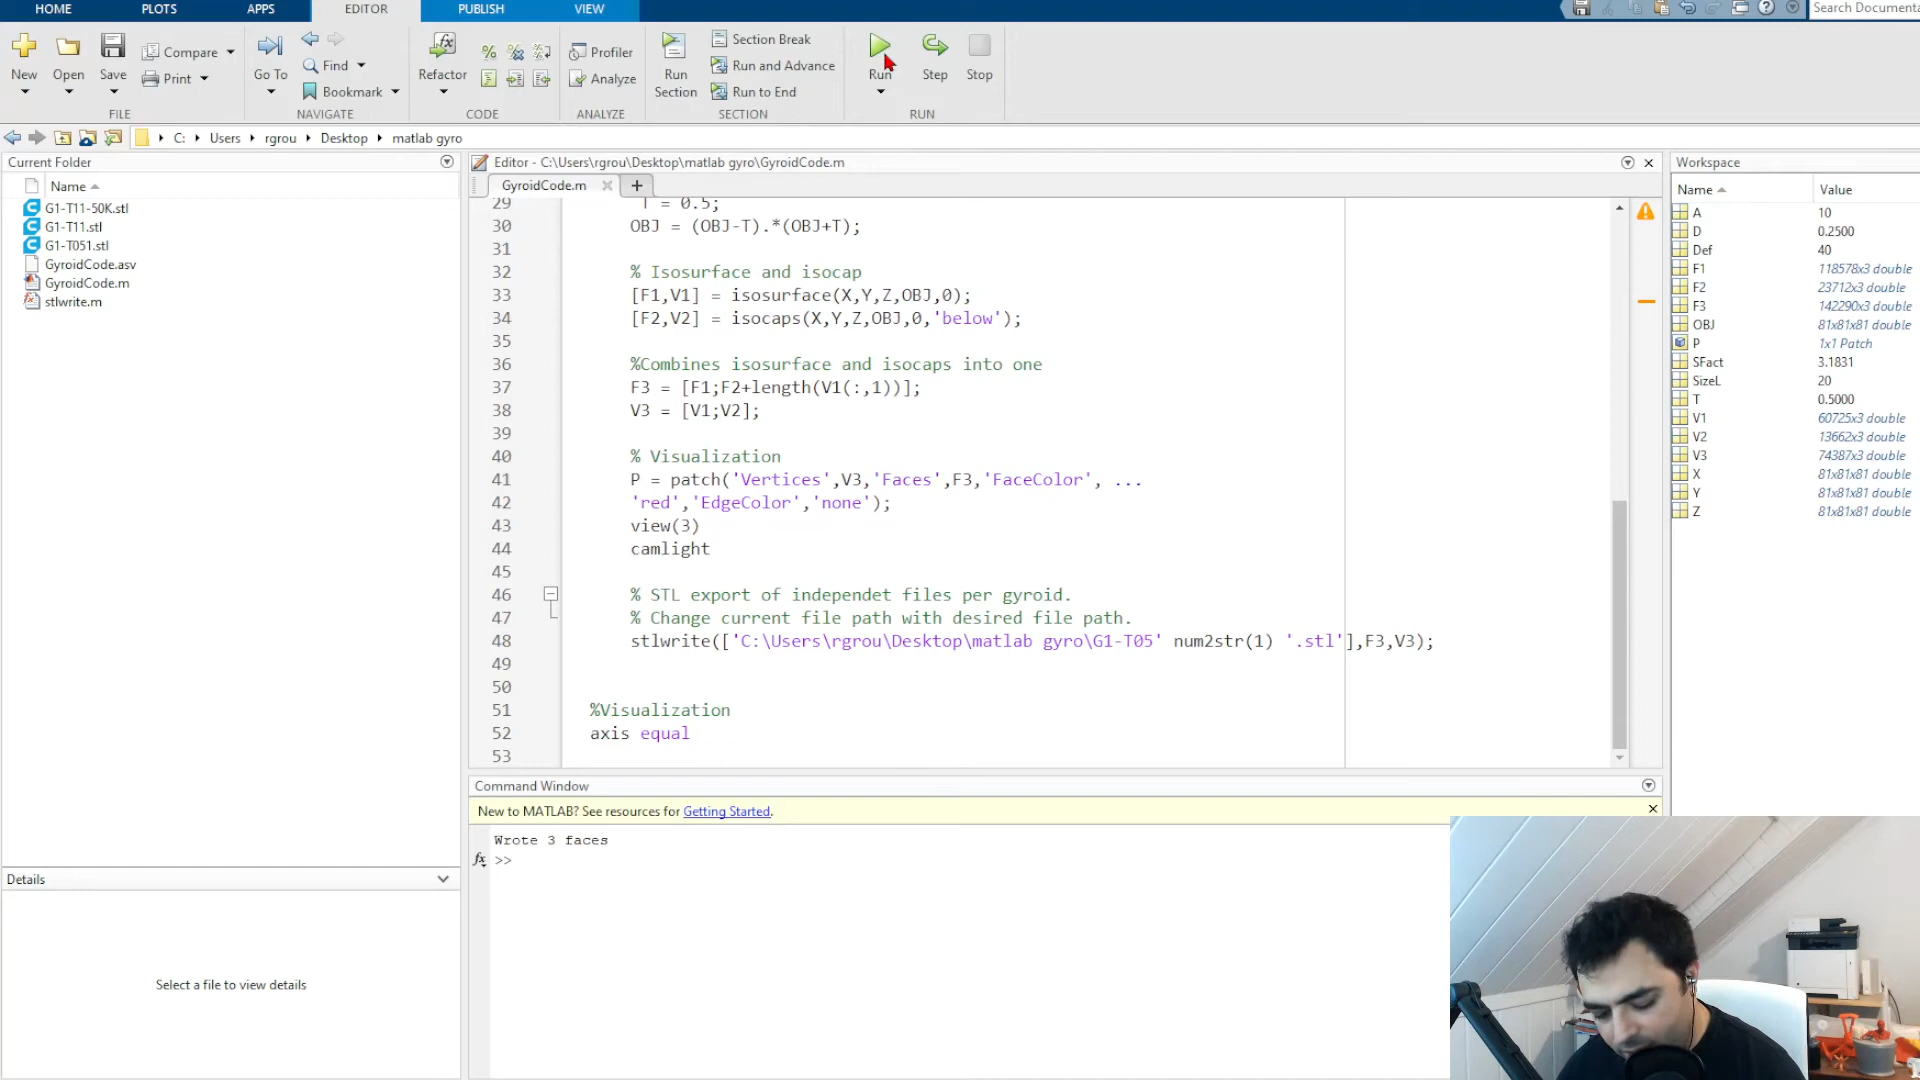 HOME PLOTS APPS EDITOR PUBLISH VIEW
Search Documenta
New Open Save Compare Print
Go To Find Bookmark
Refactor
Profiler Analyze
Run Section
Section Break
Run and Advance
Run to End
Run Step Stop
FILE NAVIGATE CODE ANALYZE SECTION RUN
C: Users rgrou Desktop matlab gyro
Current Folder
Name
G1-T11-50K.stl
G1-T11.stl
G1-T051.stl
GyroidCode.asv
GyroidCode.m
stlwrite.m
Details
Select a file to view details
Editor - C:\Users\rgrou\Desktop\matlab gyro\GyroidCode.m
GyroidCode.m
29 T = 0.5;
30 OBJ = (OBJ-T).*(OBJ+T);
31
32 % Isosurface and isocap
33 [F1,V1] = isosurface(X,Y,Z,OBJ,0);
34 [F2,V2] = isocaps(X,Y,Z,OBJ,0,'below');
35
36 %Combines isosurface and isocaps into one
37 F3 = [F1;F2+length(V1(:,1))];
38 V3 = [V1;V2];
39
40 % Visualization
41 P = patch('Vertices',V3,'Faces',F3,'FaceColor', ...
42 'red','EdgeColor','none');
43 view(3)
44 camlight
45
46 % STL export of independet files per gyroid.
47 % Change current file path with desired file path.
48 stlwrite(['C:\Users\rgrou\Desktop\matlab gyro\G1-T05' num2str(1) '.stl'],F3,V3);
49
50
51 %Visualization
52 axis equal
53
Command Window
New to MATLAB? See resources for Getting Started.
Wrote 3 faces
fx >>
Workspace
Name Value
A 10
D 0.2500
Def 40
F1 118578x3 double
F2 23712x3 double
F3 142290x3 double
OBJ 81x81x81 double
P 1x1 Patch
SFact 3.1831
SizeL 20
T 0.5000
V1 60725x3 double
V2 13662x3 double
V3 74387x3 double
X 81x81x81 double
Y 81x81x81 double
Z 81x81x81 double